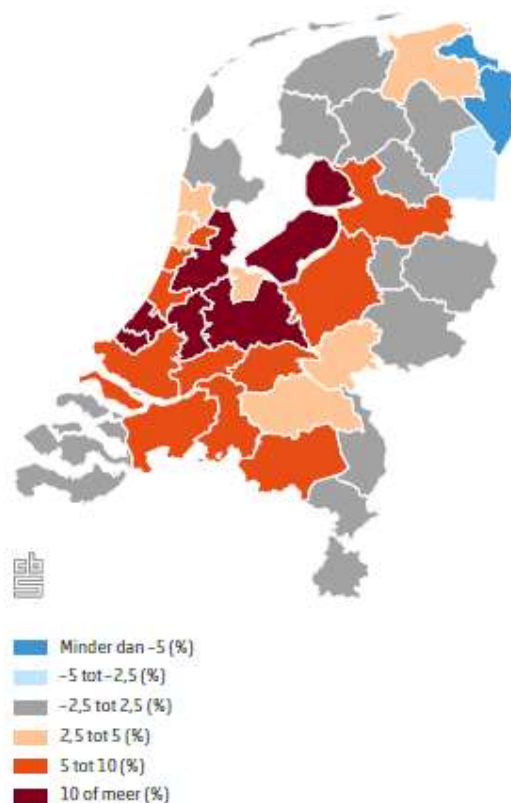 cbs
Minder dan -5 (%)
-5 tot -2,5 (%)
-2,5 tot 2,5 (%)
2,5 tot 5 (%)
5 tot 10 (%)
10 of meer (%)